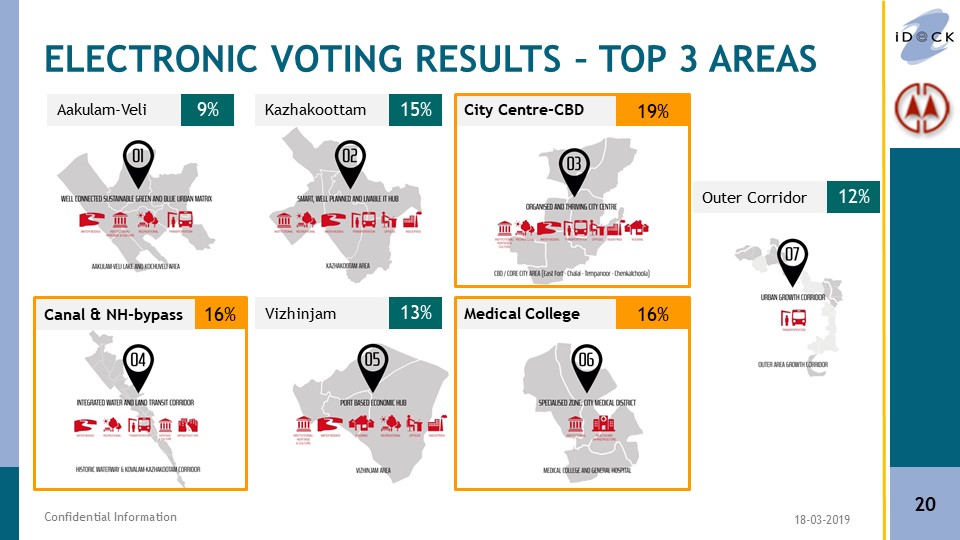 ELECTRONIC VOTING RESULTS – TOP 3 AREAS
iDeCK
Aakulam-Veli 9%
01
WELL CONNECTED SUSTAINABLE GREEN AND BLUE URBAN MATRIX
AAKULAM-VELI LAKE AND KOCHUVELI AREA
Kazhakoottam 15%
02
SMART, WELL PLANNED AND LIVABLE IT HUB
KAZHAKOOTAM AREA
City Centre-CBD 19%
03
ORGANISED AND THRIVING CITY CENTRE
CBD / CORE CITY AREA (East Fort - Chalai - Tempanoor - Chenkalchoola)
Outer Corridor 12%
07
URBAN GROWTH CORRIDOR
TRANSPORTATION
OUTER AREA GROWTH CORRIDOR
Canal & NH-bypass 16%
04
INTEGRATED WATER AND LAND TRANSIT CORRIDOR
HISTORIC WATERWAY & KOVALAM-KAZHAKOOTAM CORRIDOR
Vizhinjam 13%
05
PORT BASED ECONOMIC HUB
VIZHINJAM AREA
Medical College 16%
06
SPECIALISED ZONE: CITY MEDICAL DISTRICT
MEDICAL COLLEGE AND GENERAL HOSPITAL
Confidential Information
18-03-2019
20